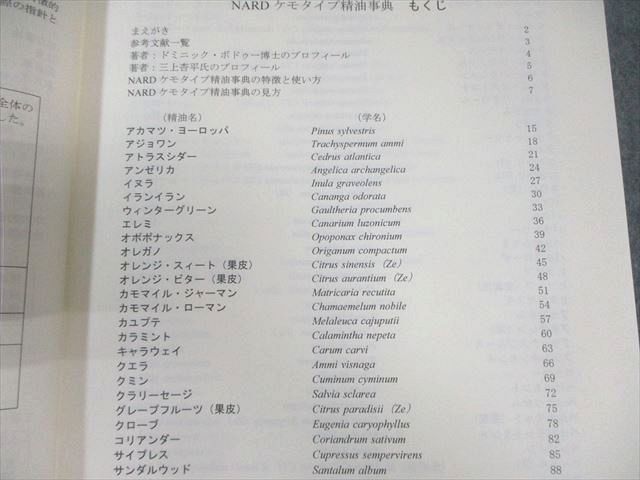 徴的
際の指針と
全体の
した。
NARD ケモタイプ精油事典 もくじ
まえがき 2
参考文献一覧 3
著者：ドミニック・ボドゥー博士のプロフィール 4
著者：三上杏平氏のプロフィール 5
NARD ケモタイプ精油事典の特徴と使い方 6
NARD ケモタイプ精油事典の見方 7
（精油名） （学名）
アカマツ・ヨーロッパ Pinus sylvestris 15
アジョワン Trachyspermum ammi 18
アトラスシダー Cedrus atlantica 21
アンゼリカ Angelica archangelica 24
イヌラ Inula graveolens 27
イランイラン Cananga odorata 30
ウィンターグリーン Gaultheria procumbens 33
エレミ Canarium luzonicum 36
オポポナックス Opoponax chironium 39
オレガノ Origanum compactum 42
オレンジ・スィート（果皮） Citrus sinensis（Ze） 45
オレンジ・ビター（果皮） Citrus aurantium（Ze） 48
カモマイル・ジャーマン Matricaria recutita 51
カモマイル・ローマン Chamaemelum nobile 54
カユプテ Melaleuca cajuputii 57
カラミント Calamintha nepeta 60
キャラウェイ Carum carvi 63
クエラ Ammi visnaga 66
クミン Cuminum cyminum 69
クラリーセージ Salvia sclarea 72
グレープフルーツ（果皮） Citrus paradisii（Ze） 75
クローブ Eugenia caryophyllus 78
コリアンダー Coriandrum sativum 82
サイプレス Cupressus sempervirens 85
サンダルウッド Santalum album 88